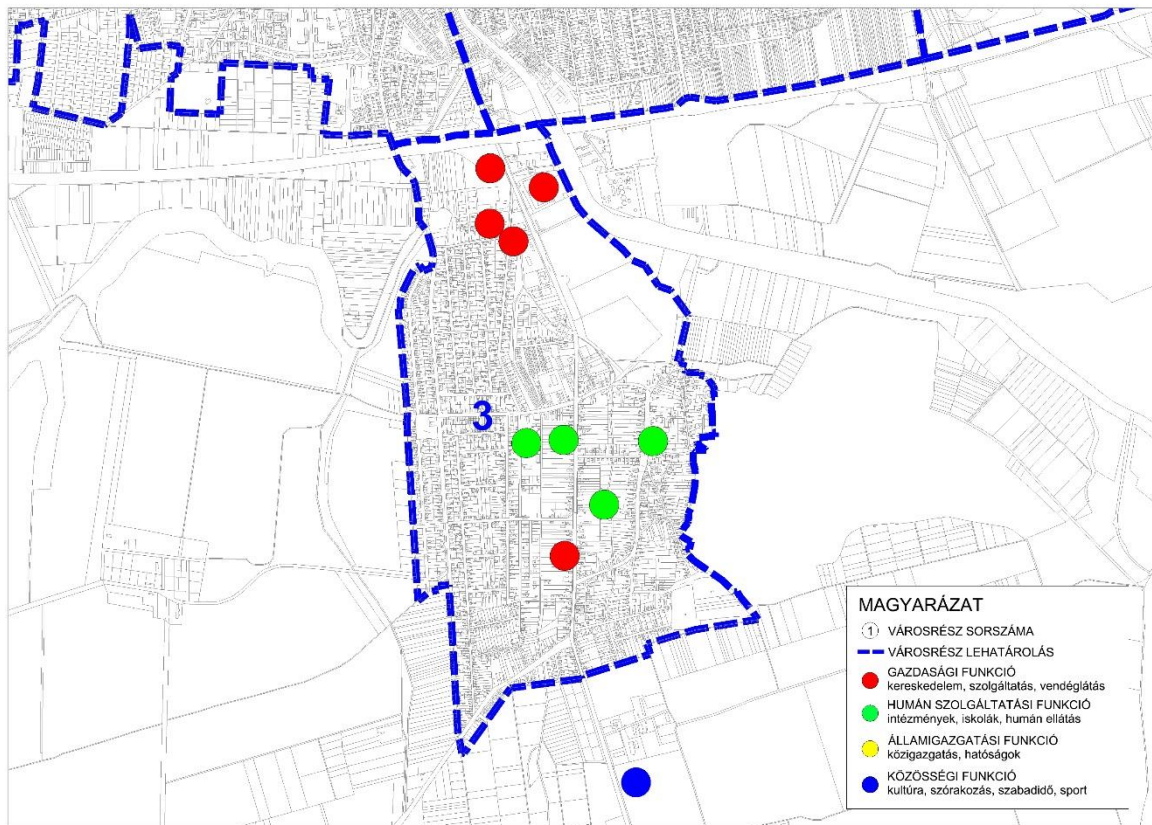 3
MAGYARÁZAT
1 VÁROSRÉSZ SORSZÁMA
VÁROSRÉSZ LEHATÁROLÁS
GAZDASÁGI FUNKCIÓ
kereskedelem, szolgáltatás, vendéglátás
HUMÁN SZOLGÁLTATÁSI FUNKCIÓ
intézmények, iskolák, humán ellátás
ÁLLAMIGAZGATÁSI FUNKCIÓ
közigazgatás, hatóságok
KÖZÖSSÉGI FUNKCIÓ
kultúra, szórakozás, szabadidő, sport